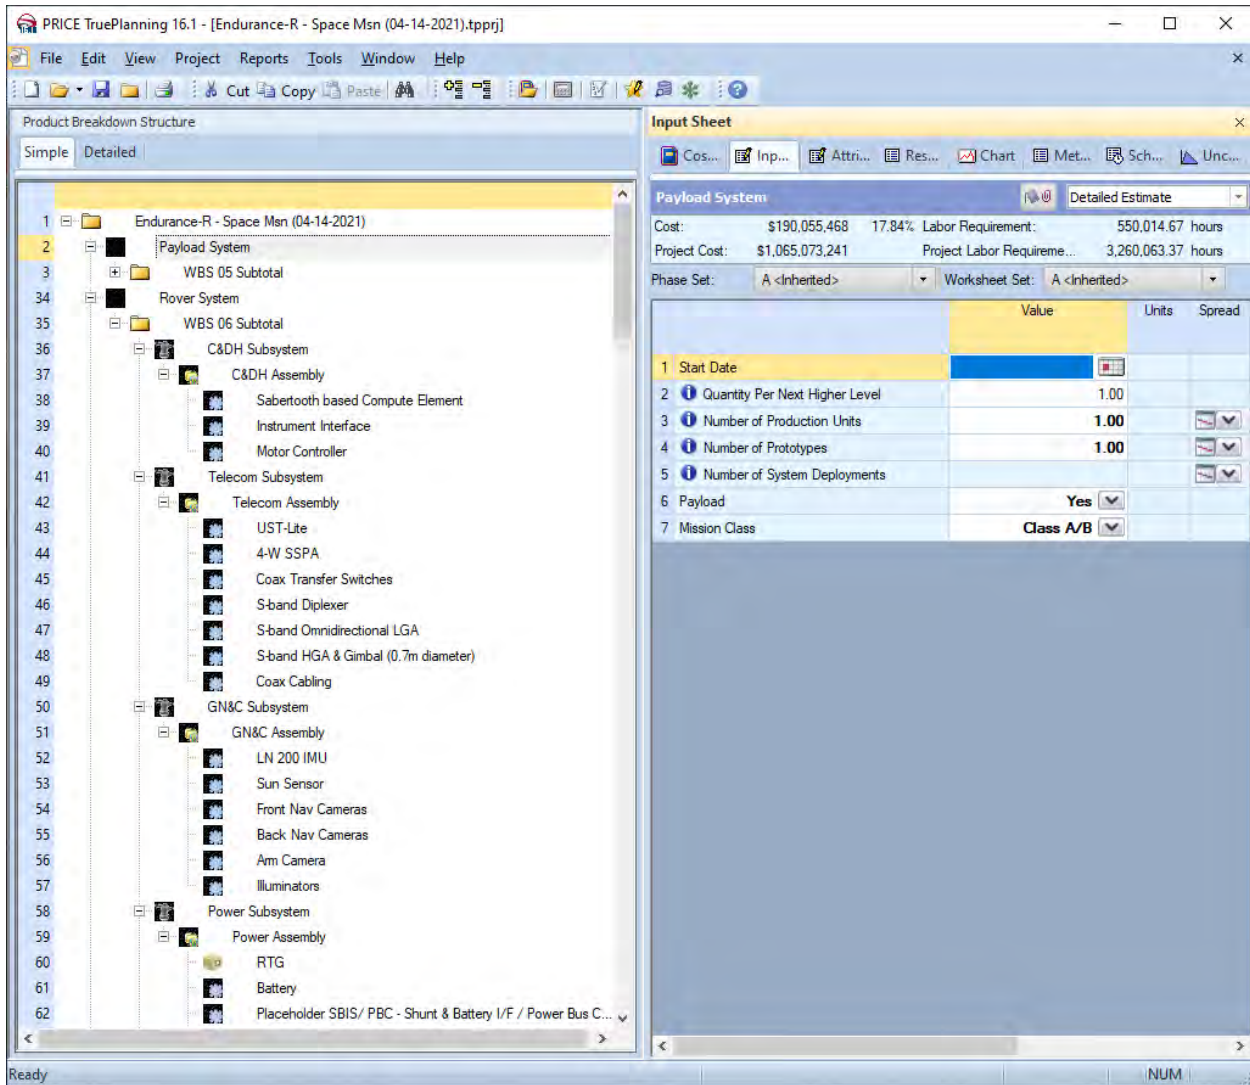 PRICE TruePlanning 16.1 - [Endurance-R - Space Msn (04-14-2021).tpprj]
File Edit View Project Reports Tools Window Help
Cut Copy Paste
Product Breakdown Structure
Simple Detailed
1 Endurance-R - Space Msn (04-14-2021)
2 Payload System
3 WBS 05 Subtotal
34 Rover System
35 WBS 06 Subtotal
36 C&DH Subsystem
37 C&DH Assembly
38 Sabertooth based Compute Element
39 Instrument Interface
40 Motor Controller
41 Telecom Subsystem
42 Telecom Assembly
43 UST-Lite
44 4-W SSPA
45 Coax Transfer Switches
46 S-band Diplexer
47 S-band Omnidirectional LGA
48 S-band HGA & Gimbal (0.7m diameter)
49 Coax Cabling
50 GN&C Subsystem
51 GN&C Assembly
52 LN 200 IMU
53 Sun Sensor
54 Front Nav Cameras
55 Back Nav Cameras
56 Arm Camera
57 Illuminators
58 Power Subsystem
59 Power Assembly
60 RTG
61 Battery
62 Placeholder SBIS/ PBC - Shunt & Battery I/F / Power Bus C...
Input Sheet
Cos... Inp... Attri... Res... Chart Met... Sch... Unc...
Payload System Detailed Estimate
Cost: $190,055,468 17.84% Labor Requirement: 550,014.67 hours
Project Cost: $1,065,073,241 Project Labor Requireme... 3,260,063.37 hours
Phase Set: A <Inherited> Worksheet Set: A <Inherited>
Value Units Spread
1 Start Date
2 Quantity Per Next Higher Level 1.00
3 Number of Production Units 1.00
4 Number of Prototypes 1.00
5 Number of System Deployments
6 Payload Yes
7 Mission Class Class A/B
Ready NUM